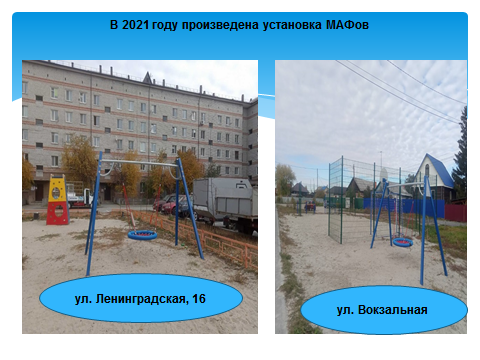 В 2021 году произведена установка МАФов
ул. Ленинградская, 16
ул. Вокзальная